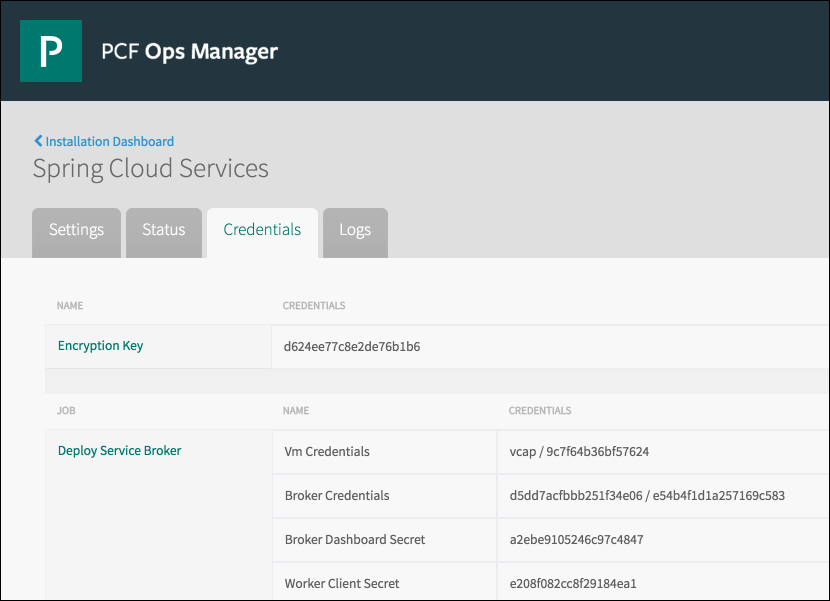 P PCF Ops Manager
Installation Dashboard
Spring Cloud Services
Settings Status Credentials Logs
NAME CREDENTIALS
Encryption Key d624ee77c8e2de76b1b6
JOB NAME CREDENTIALS
Deploy Service Broker Vm Credentials vcap / 9c7f64b36bf57624
Broker Credentials d5dd7acfbbb251f34e06 / e54b4f1d1a257169c583
Broker Dashboard Secret a2ebe9105246c97c4847
Worker Client Secret e208f082cc8f29184ea1